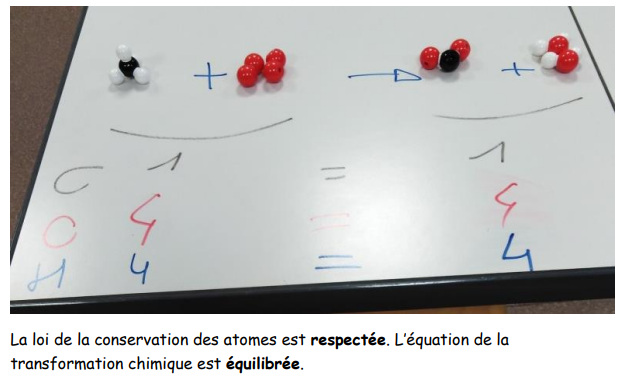 + → +
C 1 = 1
O 4 = 4
H 4 = 4
La loi de la conservation des atomes est respectée. L'équation de la
transformation chimique est équilibrée.